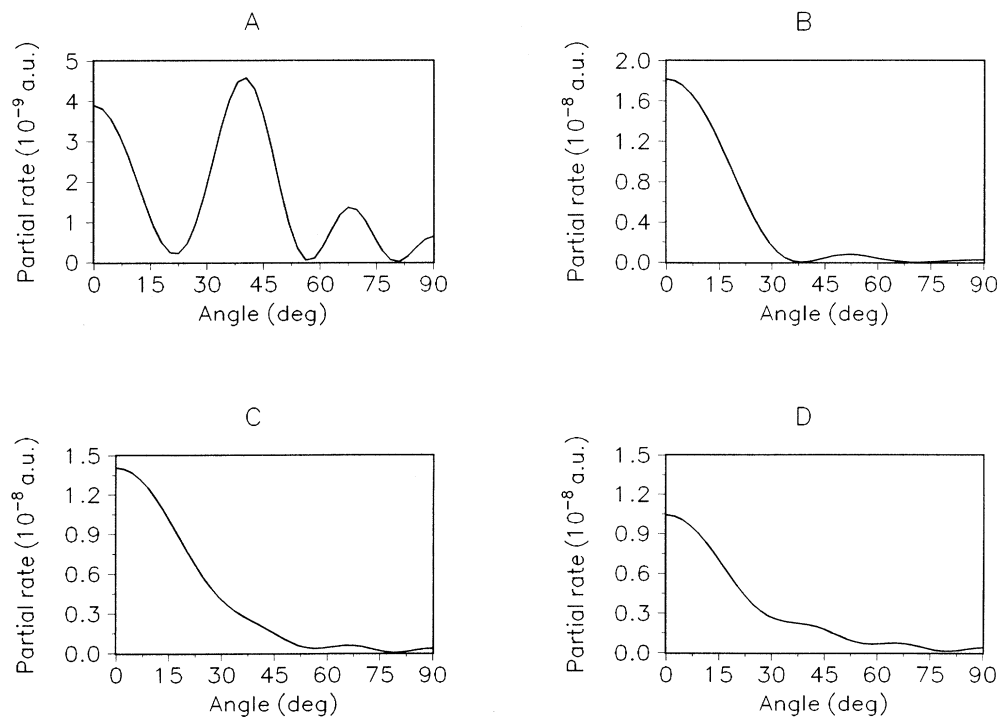 A
Partial rate (10⁻⁹ a.u.)
5
4
3
2
1
0
0 15 30 45 60 75 90
Angle (deg)
B
Partial rate (10⁻⁸ a.u.)
2.0
1.6
1.2
0.8
0.4
0.0
0 15 30 45 60 75 90
Angle (deg)
C
Partial rate (10⁻⁸ a.u.)
1.5
1.2
0.9
0.6
0.3
0.0
0 15 30 45 60 75 90
Angle (deg)
D
Partial rate (10⁻⁸ a.u.)
1.5
1.2
0.9
0.6
0.3
0.0
0 15 30 45 60 75 90
Angle (deg)